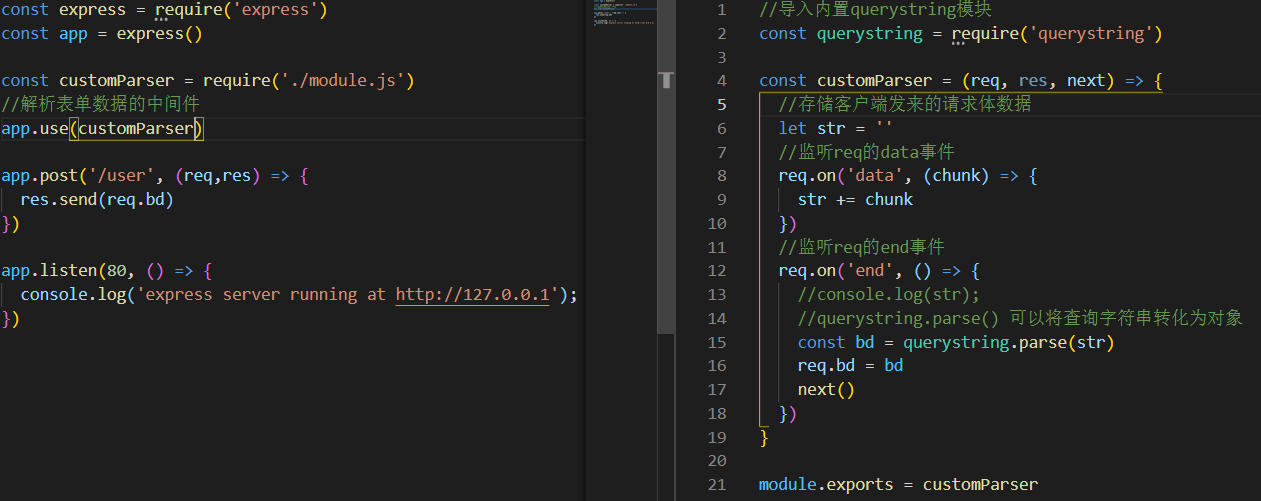 const express = require('express')
const app = express()
const customParser = require('./module.js')
//解析表单数据的中间件
app.use(customParser)
app.post('/user', (req,res) => {
res.send(req.bd)
})
app.listen(80, () => {
console.log('express server running at http://127.0.0.1');
})
1 //导入内置querystring模块
2 const querystring = require('querystring')
3
4 const customParser = (req, res, next) => {
5 //存储客户端发来的请求体数据
6 let str = ''
7 //监听req的data事件
8 req.on('data', (chunk) => {
9 str += chunk
10 })
11 //监听req的end事件
12 req.on('end', () => {
13 //console.log(str);
14 //querystring.parse() 可以将查询字符串转化为对象
15 const bd = querystring.parse(str)
16 req.bd = bd
17 next()
18 })
19 }
20
21 module.exports = customParser